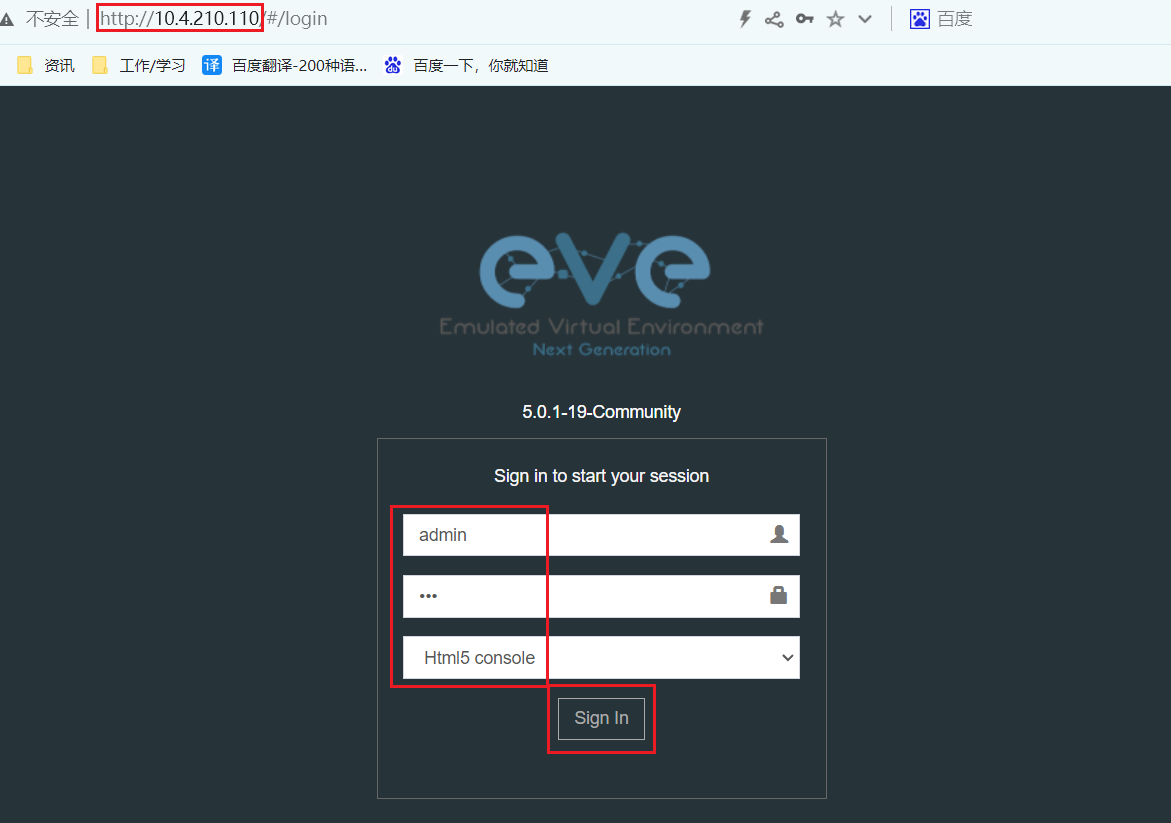 不安全 | http://10.4.210.110/#/login 百度
资讯 工作/学习 译 百度翻译-200种语... du 百度一下，你就知道
eve
Emulated Virtual Environment
Next Generation
5.0.1-19-Community
Sign in to start your session
admin
•••
Html5 console
Sign In